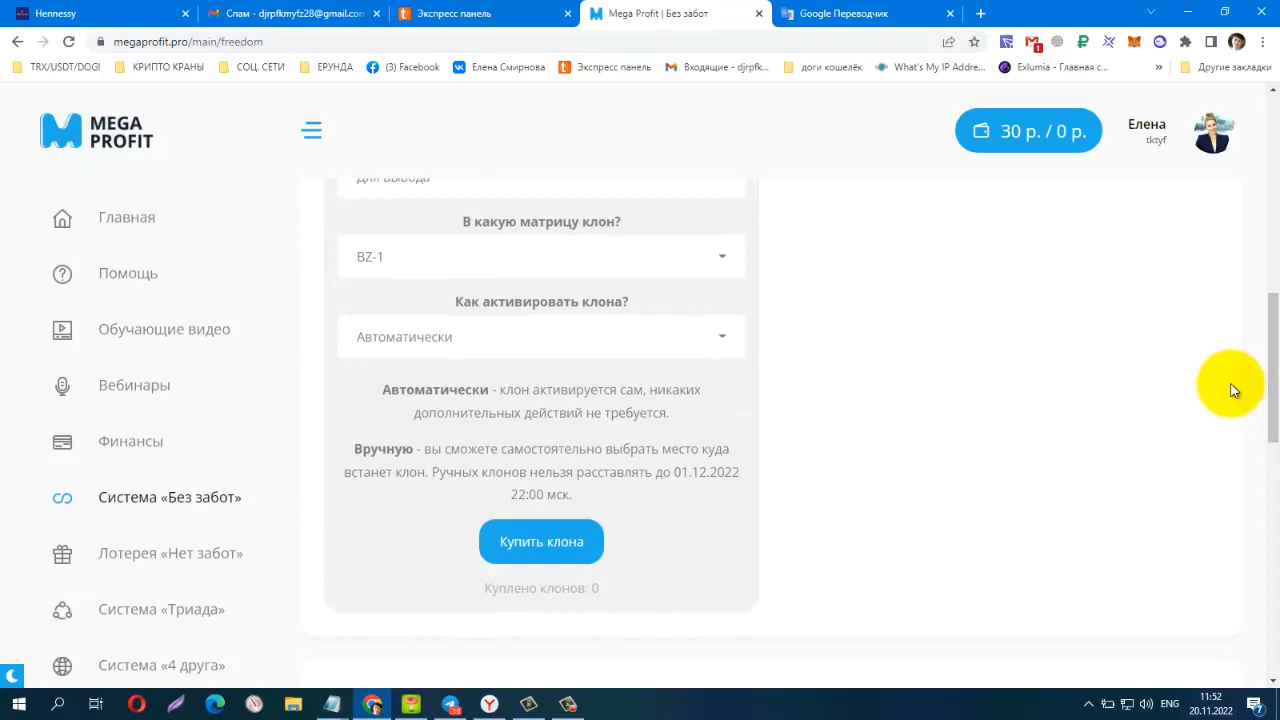 Hennessy
Спам - djrpfkmyfz28@gmail.com
Экспресс панель
Mega Profit | Без забот
Google Переводчик
megaprofit.pro/main/freedom
TRX/USDT/DOGI
КРИПТО КРАНЫ
СОЦ. СЕТИ
ЕРУНДА
(3) Facebook
Елена Смирнова
Экспресс панель
Входящие - djrpfk...
доги кошелёк
What's My IP Addre...
Exlumia - Главная с...
»
Другие закладки
MEGA
PROFIT
30 р. / 0 р.
Елена
tktyf
Главная
Помощь
Обучающие видео
Вебинары
Финансы
Система «Без забот»
Лотерея «Нет забот»
Система «Триада»
Система «4 друга»
Для вывода
В какую матрицу клон?
BZ-1
Как активировать клона?
Автоматически
Автоматически - клон активируется сам, никаких
дополнительных действий не требуется.
Вручную - вы сможете самостоятельно выбрать место куда
встанет клон. Ручных клонов нельзя расставлять до 01.12.2022
22:00 мск.
Купить клона
Куплено клонов: 0
ENG
11:52
20.11.2022